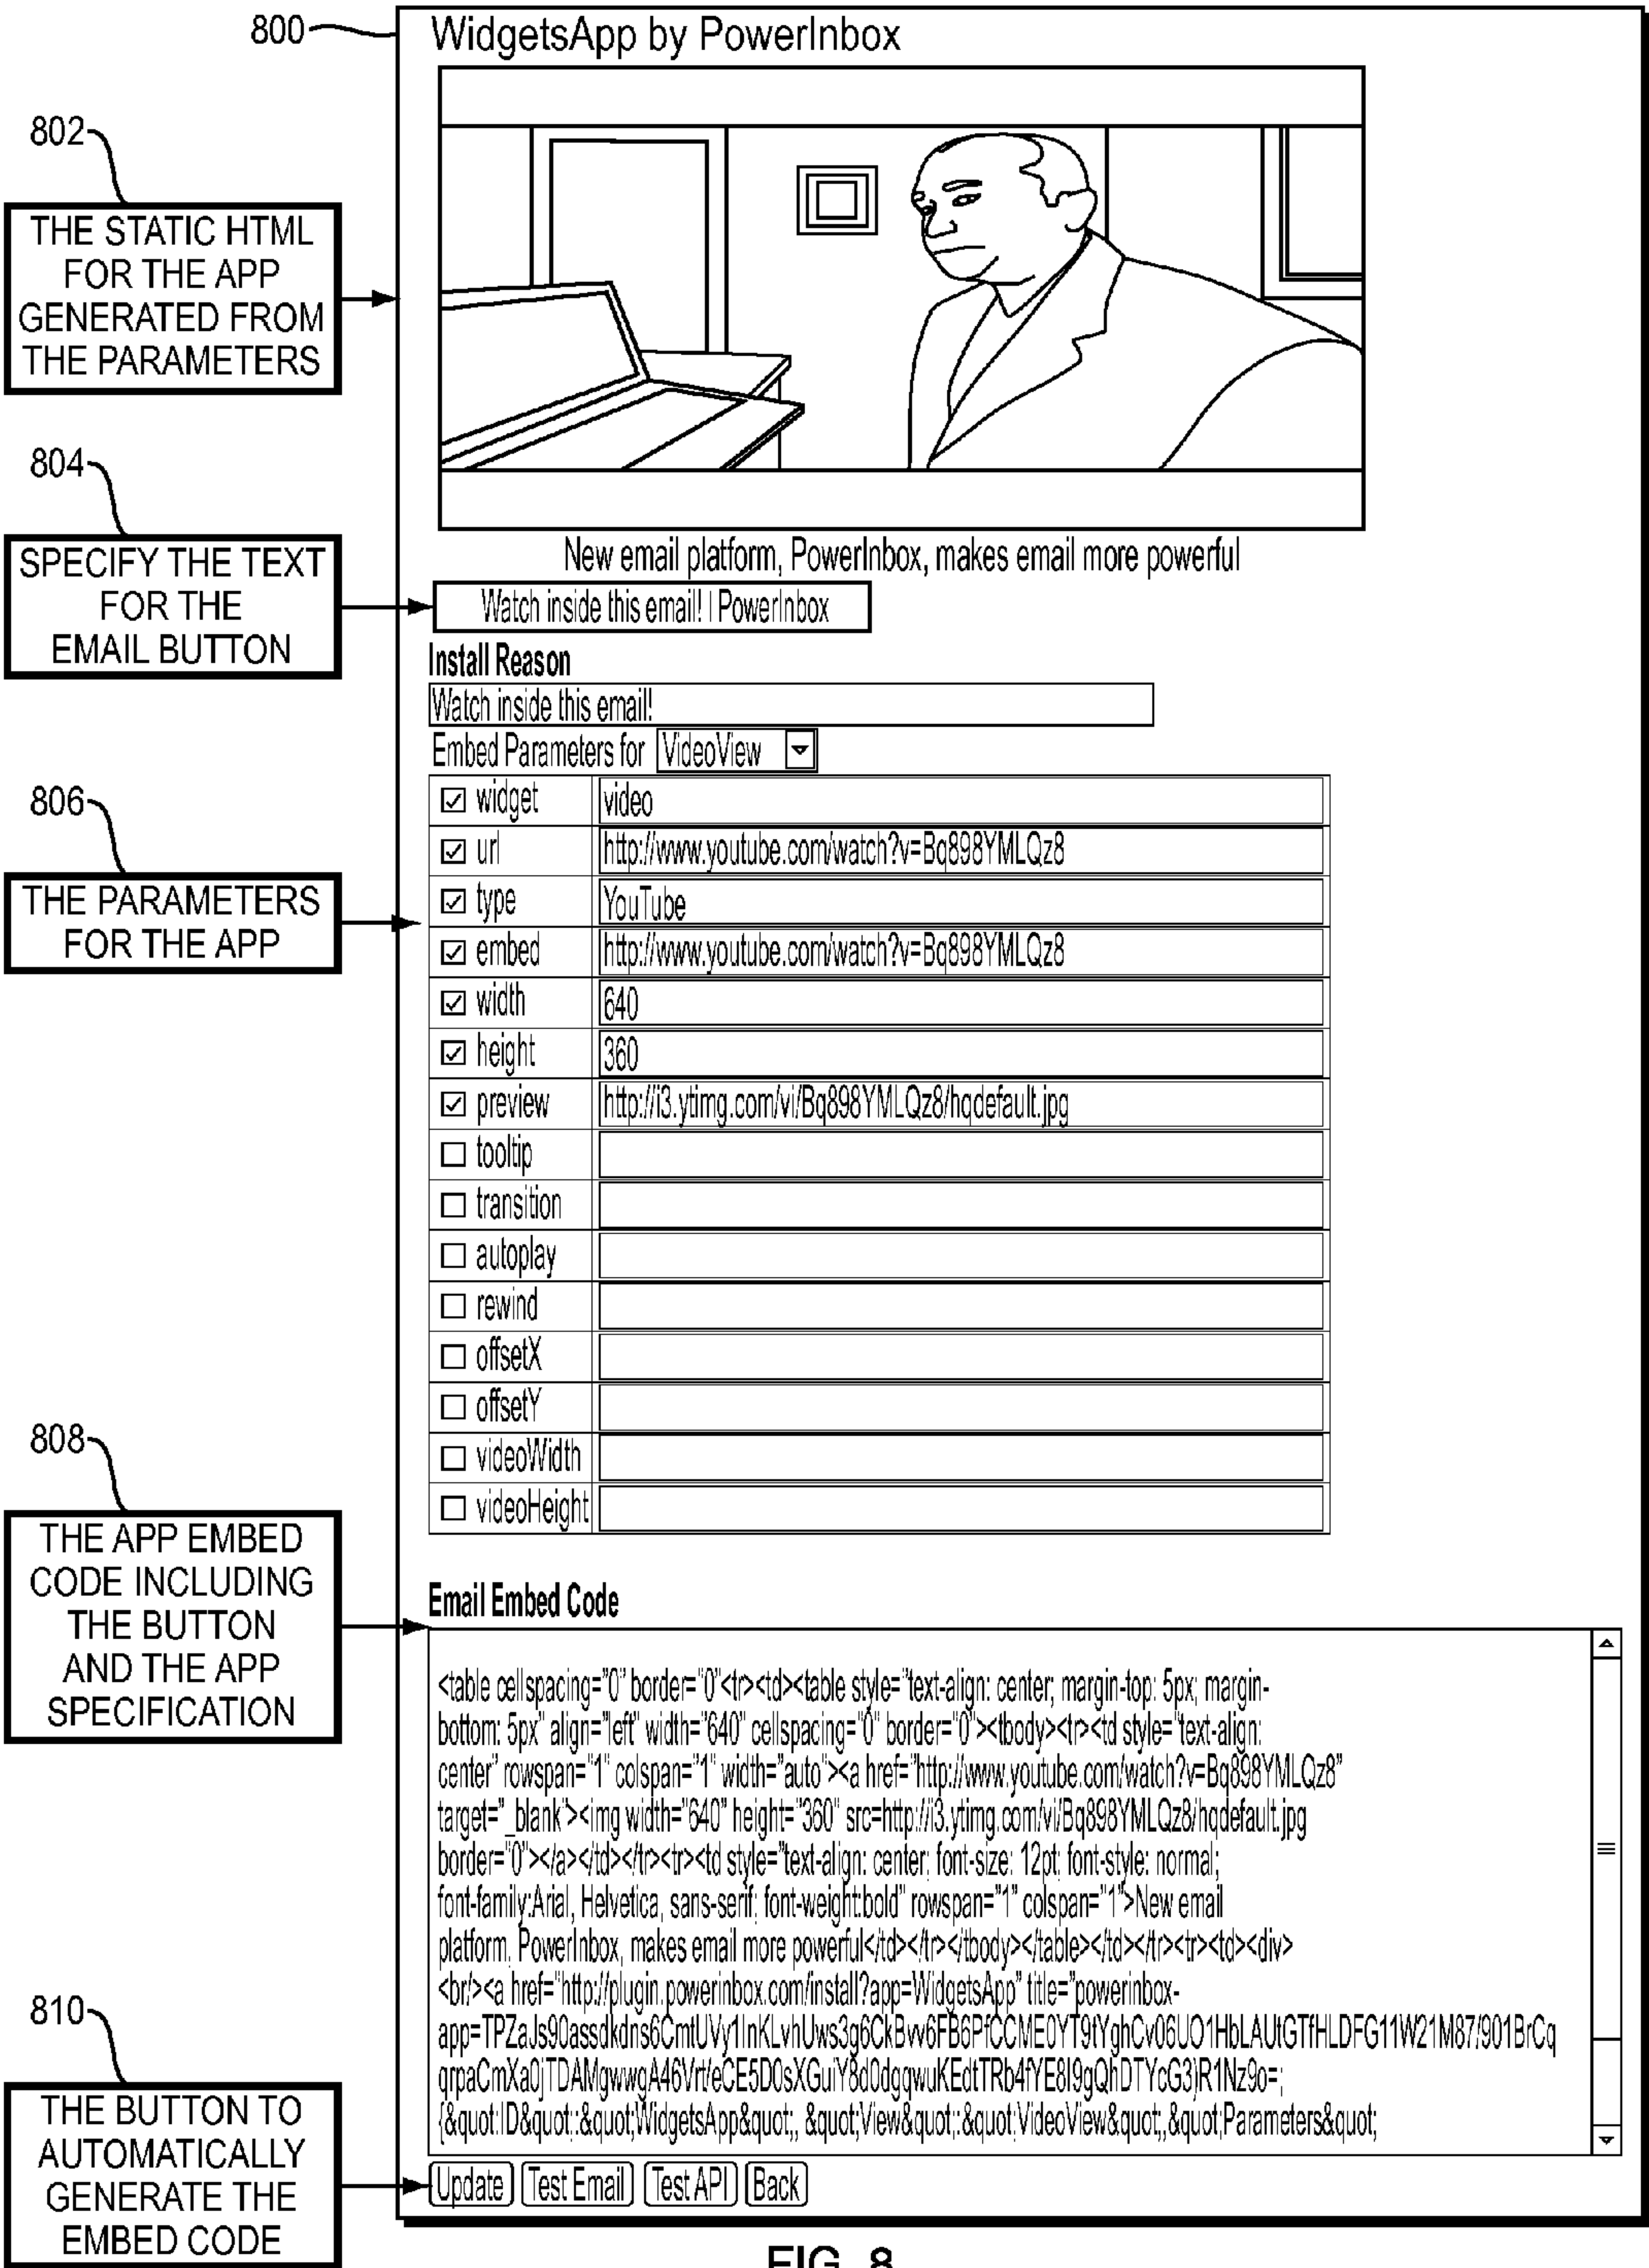 800
WidgetsApp by PowerInbox
802
THE STATIC HTML
FOR THE APP
GENERATED FROM
THE PARAMETERS
804
SPECIFY THE TEXT
FOR THE
EMAIL BUTTON
New email platform, PowerInbox, makes email more powerful
Watch inside this email! | PowerInbox
Install Reason
Watch inside this email!
Embed Parameters for VideoView
806
THE PARAMETERS
FOR THE APP
widget video
url http://www.youtube.com/watch?v=Bq898YMLQz8
type YouTube
embed http://www.youtube.com/watch?v=Bq898YMLQz8
width 640
height 360
preview http://i3.ytimg.com/vi/Bq898YMLQz8/hqdefault.jpg
tooltip
transition
autoplay
rewind
offsetX
offsetY
videoWidth
videoHeight
808
THE APP EMBED
CODE INCLUDING
THE BUTTON
AND THE APP
SPECIFICATION
Email Embed Code
<table cellspacing="0" border="0"<tr><td><table style="text-align: center; margin-top: 5px; margin-
bottom: 5px" align="left" width="640" cellspacing="0" border="0"><tbody><tr><td style="text-align:
center" rowspan="1" colspan="1" width="auto"><a href="http://www.youtube.com/watch?v=Bq898YMLQz8"
target="_blank"><img width="640" height="360" src=http://i3.ytimg.com/vi/Bq898YMLQz8/hqdefault.jpg
border="0"></a></td></tr><tr><td style="text-align: center; font-size: 12pt; font-style: normal;
font-family:Arial, Helvetica, sans-serif; font-weight:bold" rowspan="1" colspan="1">New email
platform, PowerInbox, makes email more powerful</td></tr></tbody></table></td></tr><tr><td><div>
<br/><a href="http://plugin.powerinbox.com/install?app=WidgetsApp" title="powerinbox-
app=TPZaJs90assdkdns6CmtUVy1InKLvhUws3g6CkBvv6FB6PfCCME0YT9tYghCv06UO1HbLAUtGTfHLDFG11W21M87/901BrCq
qrpaCmXa0jTDAMgwwgA46Vrt/eCE5D0sXGuiY8d0dgqwuKEdtTRb4fYE8I9gQhDTYcG3)R1Nz9o=;
{&quot;ID&quot;:&quot;WidgetsApp&quot;, &quot;View&quot;:&quot;VideoView&quot;,&quot;Parameters&quot;
810
THE BUTTON TO
AUTOMATICALLY
GENERATE THE
EMBED CODE
Update Test Email Test API Back
FIG. 8